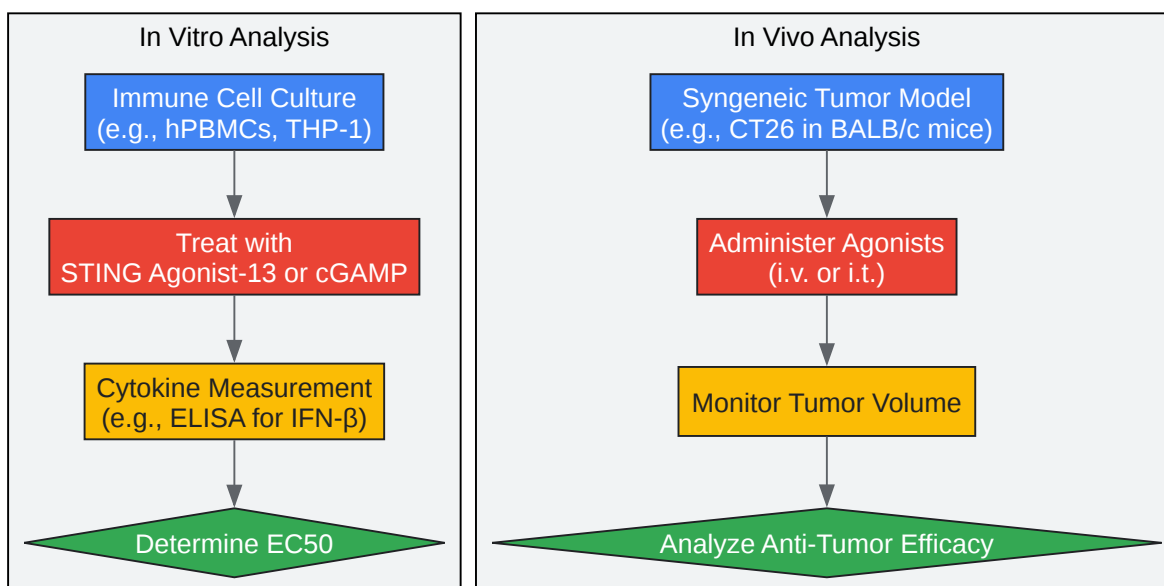 In Vitro Analysis
Immune Cell Culture
(e.g., hPBMCs, THP-1)
Treat with
STING Agonist-13 or cGAMP
Cytokine Measurement
(e.g., ELISA for IFN-β)
Determine EC50
In Vivo Analysis
Syngeneic Tumor Model
(e.g., CT26 in BALB/c mice)
Administer Agonists
(i.v. or i.t.)
Monitor Tumor Volume
Analyze Anti-Tumor Efficacy